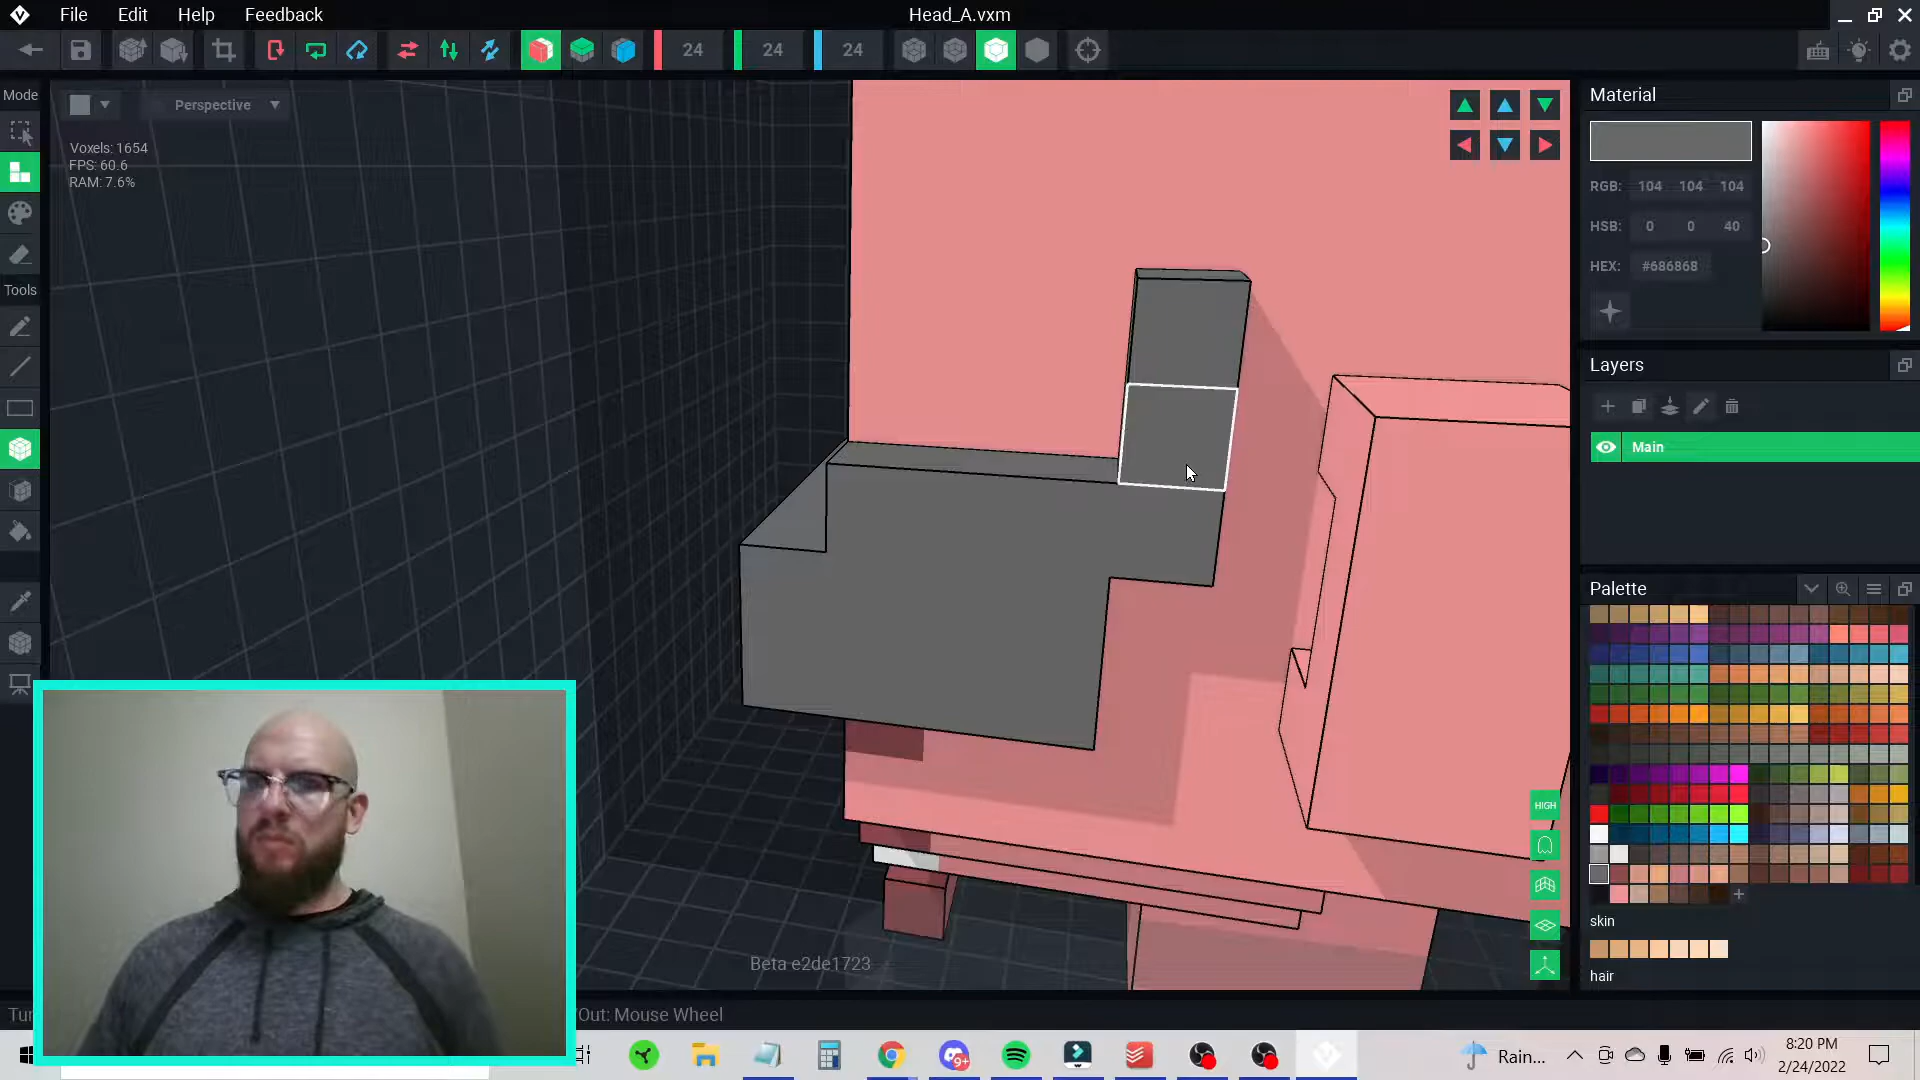 File Edit Help Feedback
Head_A.vxm
24 24 24
Mode
Perspective
Voxels: 1654
FPS: 60.6
RAM: 7.6%
Tools
Material
RGB: 104 104 104
HSB: 0 0 40
HEX: #686868
Layers
Main
Palette
HIGH
skin
hair
Beta e2de1723
Out: Mouse Wheel
9+
Rain...
8:20 PM
2/24/2022